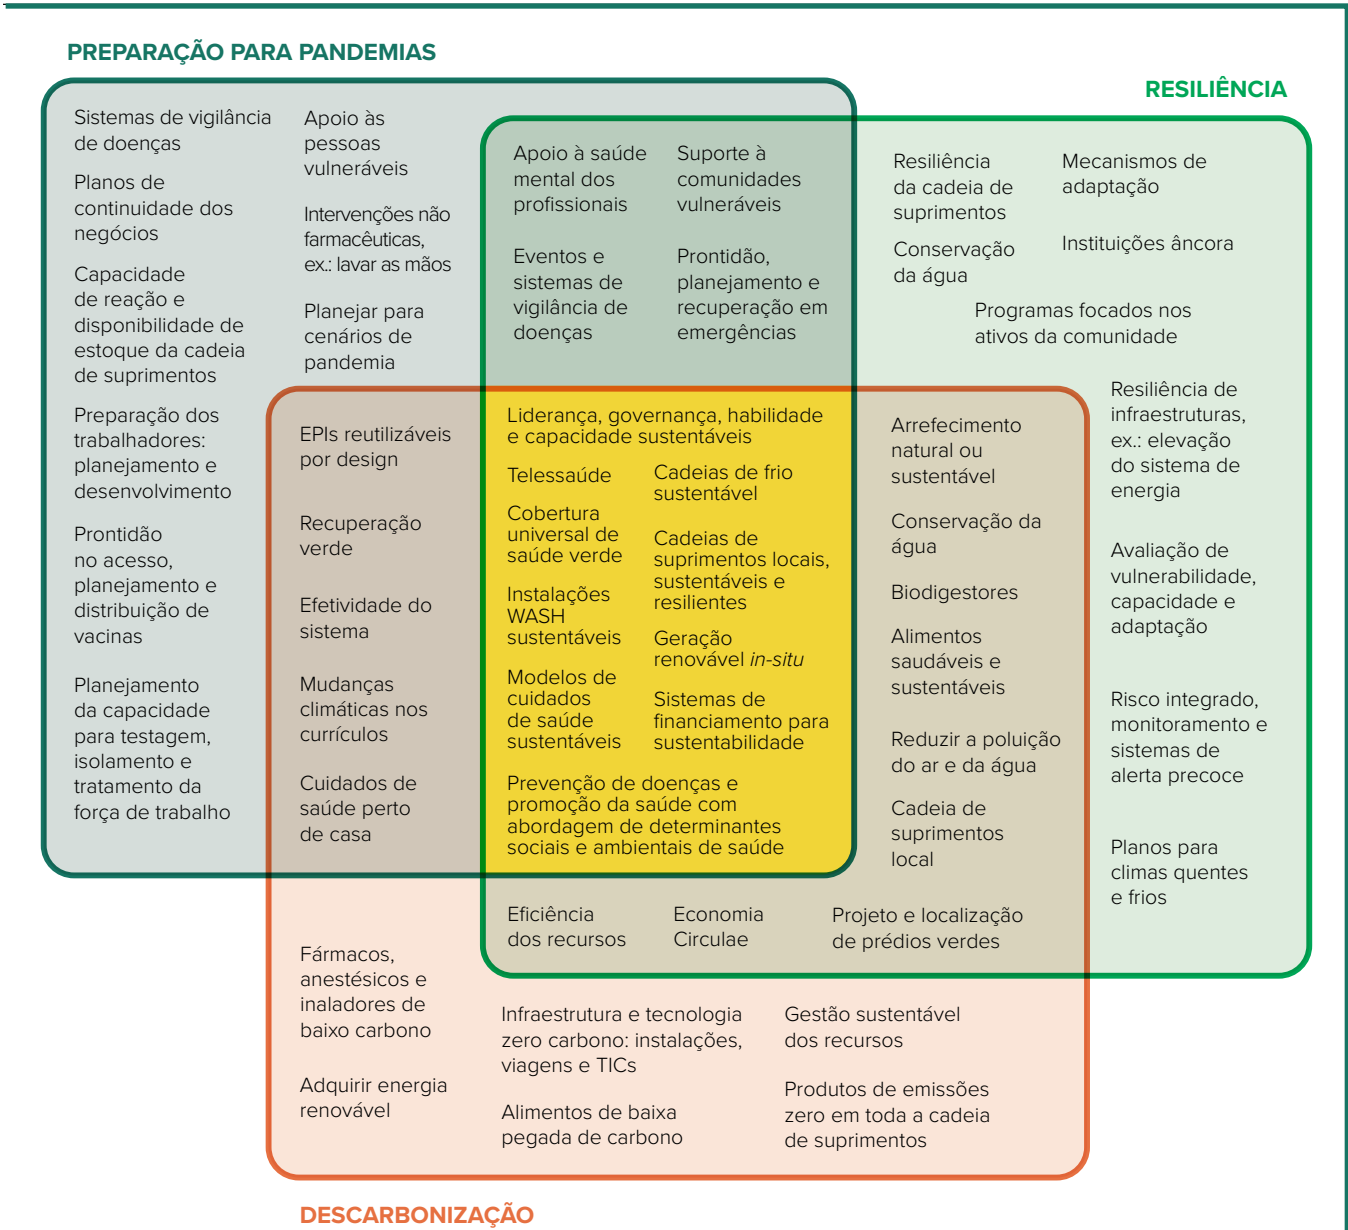 PREPARAÇÃO PARA PANDEMIAS
RESILIÊNCIA
Sistemas de vigilância
de doenças
Planos de
continuidade dos
negócios
Capacidade
de reação e
disponibilidade de
estoque da cadeia
de suprimentos
Preparação dos
trabalhadores:
planejamento e
desenvolvimento
Prontidão
no acesso,
planejamento e
distribuição de
vacinas
Planejamento
da capacidade
para testagem,
isolamento e
tratamento da
força de trabalho
Apoio às
pessoas
vulneráveis
Intervenções não
farmacêuticas,
ex.: lavar as mãos
Planejar para
cenários de
pandemia
Apoio à saúde
mental dos
profissionais
Eventos e
sistemas de
vigilância de
doenças
Suporte à
comunidades
vulneráveis
Prontidão,
planejamento e
recuperação em
emergências
Resiliência
da cadeia de
suprimentos
Conservação
da água
Mecanismos de
adaptação
Instituições âncora
Programas focados nos
ativos da comunidade
Resiliência de
infraestruturas,
ex.: elevação
do sistema de
energia
Avaliação de
vulnerabilidade,
capacidade e
adaptação
Risco integrado,
monitoramento e
sistemas de
alerta precoce
Planos para
climas quentes
e frios
EPIs reutilizáveis
por design
Recuperação
verde
Efetividade do
sistema
Mudanças
climáticas nos
currículos
Cuidados de
saúde perto
de casa
Liderança, governança, habilidade
e capacidade sustentáveis
Telessaúde
Cobertura
universal de
saúde verde
Instalações
WASH
sustentáveis
Modelos de
cuidados
de saúde
sustentáveis
Cadeias de frio
sustentável
Cadeias de
suprimentos locais,
sustentáveis e
resilientes
Geração
renovável in-situ
Sistemas de
financiamento para
sustentabilidade
Prevenção de doenças e
promoção da saúde com
abordagem de determinantes
sociais e ambientais de saúde
Arrefecimento
natural ou
sustentável
Conservação da
água
Biodigestores
Alimentos
saudáveis e
sustentáveis
Reduzir a poluição
do ar e da água
Cadeia de
suprimentos
local
Eficiência
dos recursos
Economia
Circulae
Projeto e localização
de prédios verdes
Fármacos,
anestésicos e
inaladores de
baixo carbono
Adquirir energia
renovável
Infraestrutura e tecnologia
zero carbono: instalações,
viagens e TICs
Alimentos de baixa
pegada de carbono
Gestão sustentável
dos recursos
Produtos de emissões
zero em toda a cadeia
de suprimentos
DESCARBONIZAÇÃO